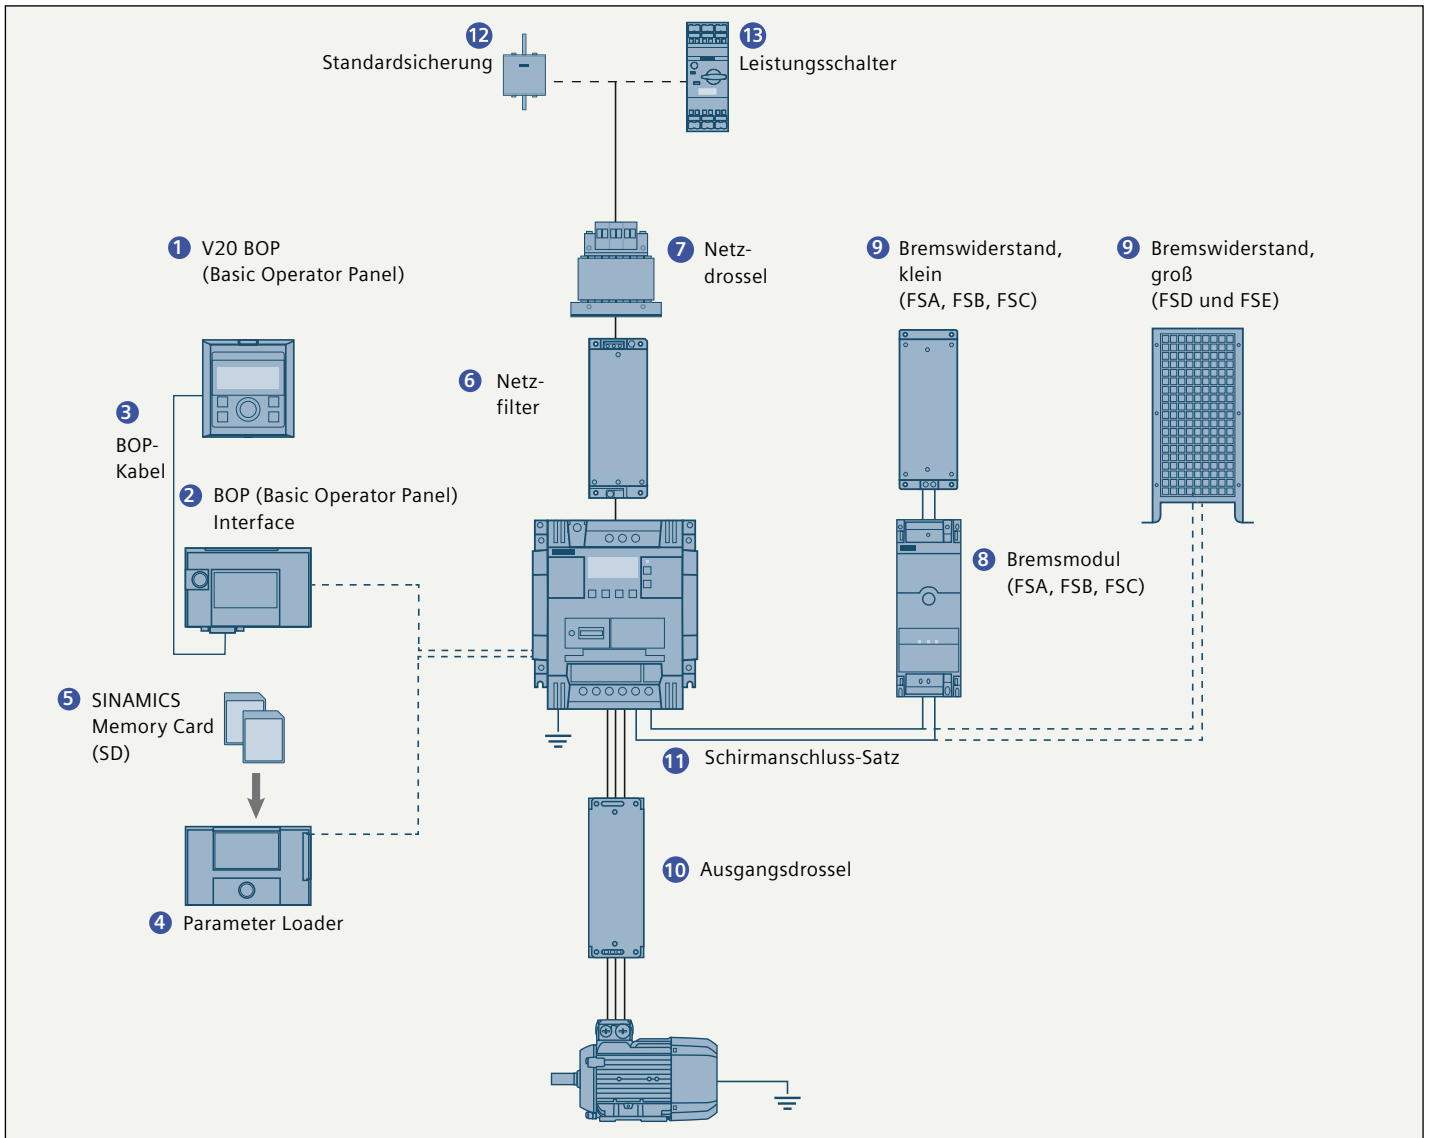 12
Standardsicherung
13
Leistungsschalter
1 V20 BOP
(Basic Operator Panel)
7 Netz-
drossel
9 Bremswiderstand,
klein
(FSA, FSB, FSC)
9 Bremswiderstand,
groß
(FSD und FSE)
6 Netz-
filter
3
BOP-
Kabel
2 BOP (Basic Operator Panel)
Interface
8 Bremsmodul
(FSA, FSB, FSC)
5 SINAMICS
Memory Card
(SD)
11 Schirmanschluss-Satz
10 Ausgangsdrossel
4 Parameter Loader